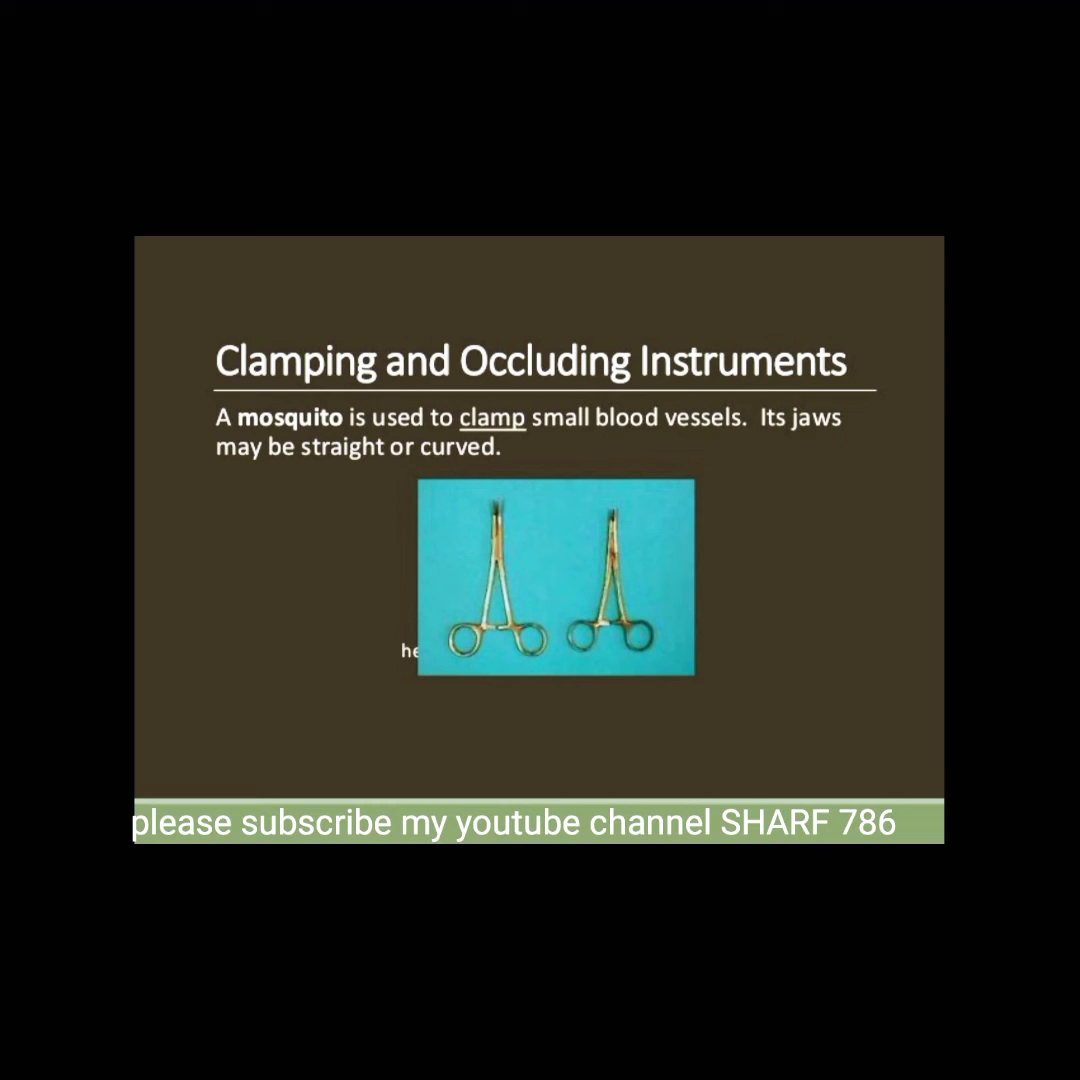 Clamping and Occluding Instruments
A mosquito is used to clamp small blood vessels. Its jaws
may be straight or curved.
please subscribe my youtube channel SHARF 786